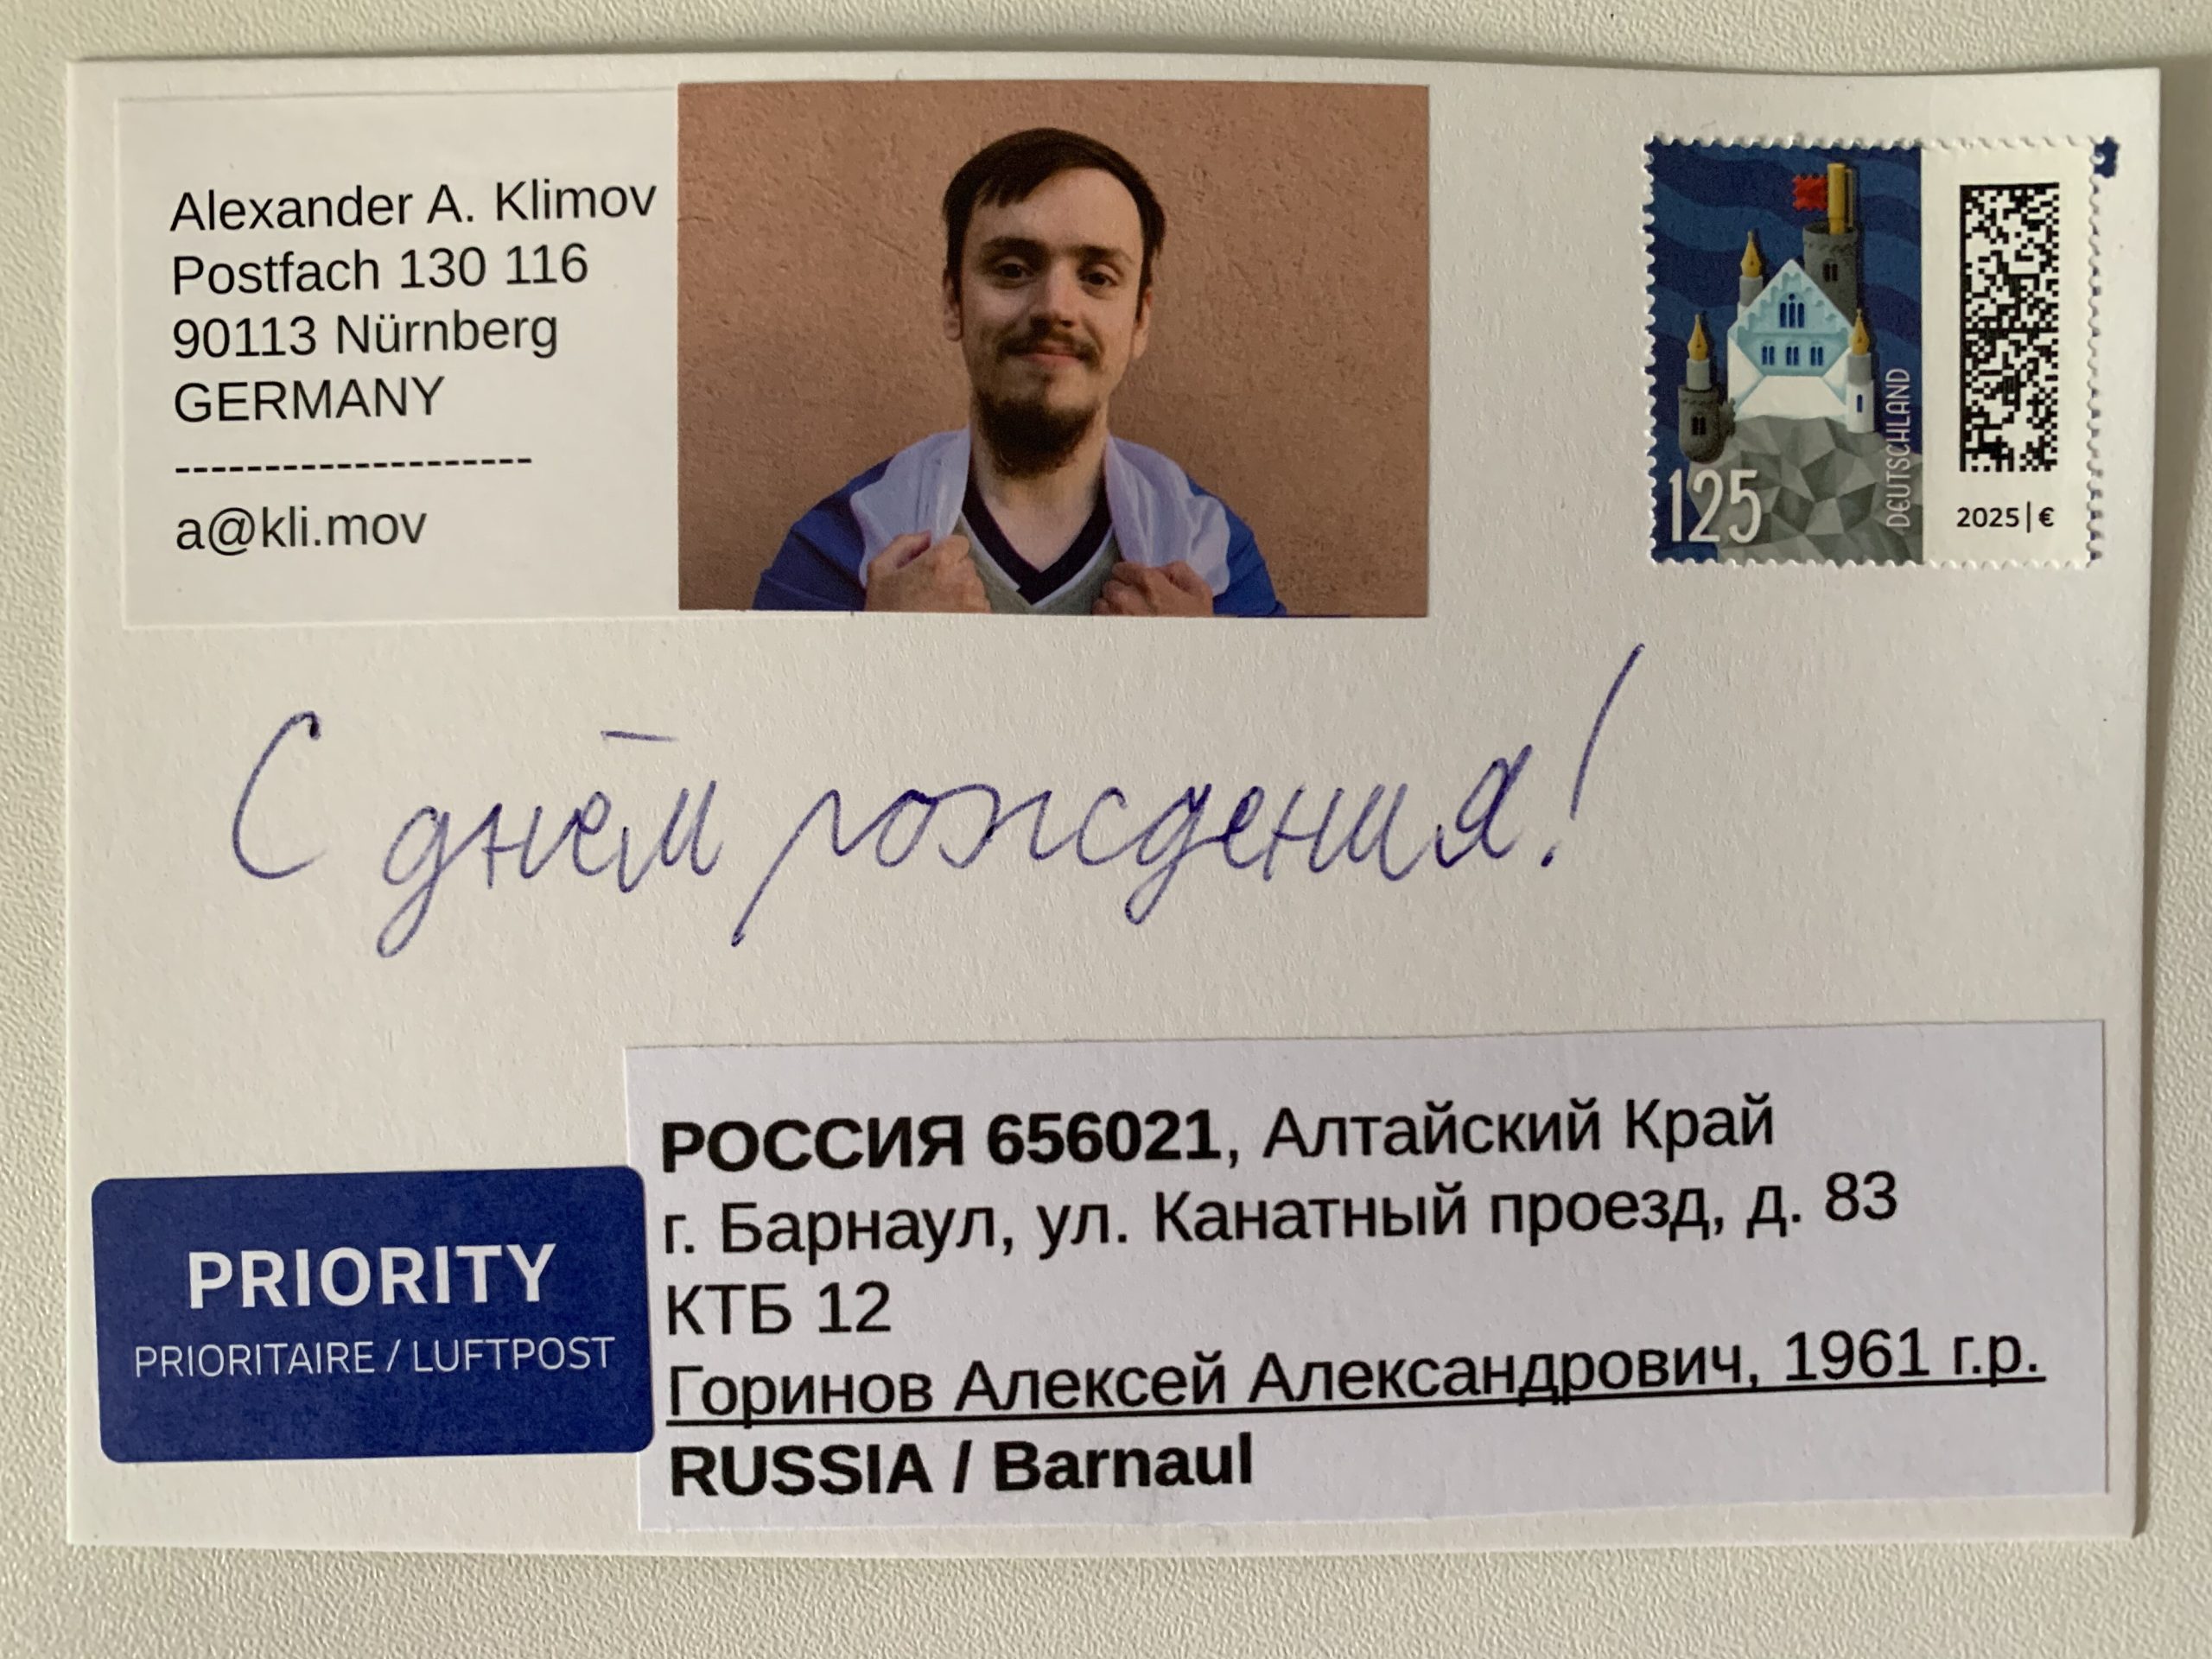 Alexander A. Klimov
Postfach 130 116
90113 Nürnberg
GERMANY
--------------------
a@kli.mov
125
DEUTSCHLAND
2025|€
С днём рождения!
PRIORITY
PRIORITAIRE / LUFTPOST
РОССИЯ 656021, Алтайский Край
г. Барнаул, ул. Канатный проезд, д. 83
КТБ 12
Горинов Алексей Александрович, 1961 г.р.
RUSSIA / Barnaul